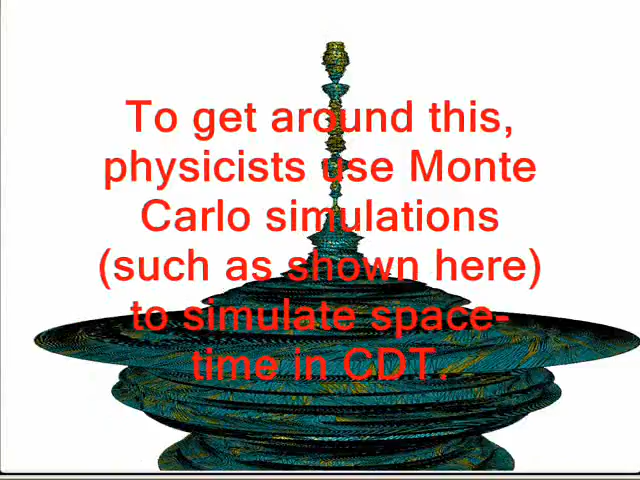 To get around this,
physicists use Monte
Carlo simulations
(such as shown here)
to simulate space-
time in CDT.